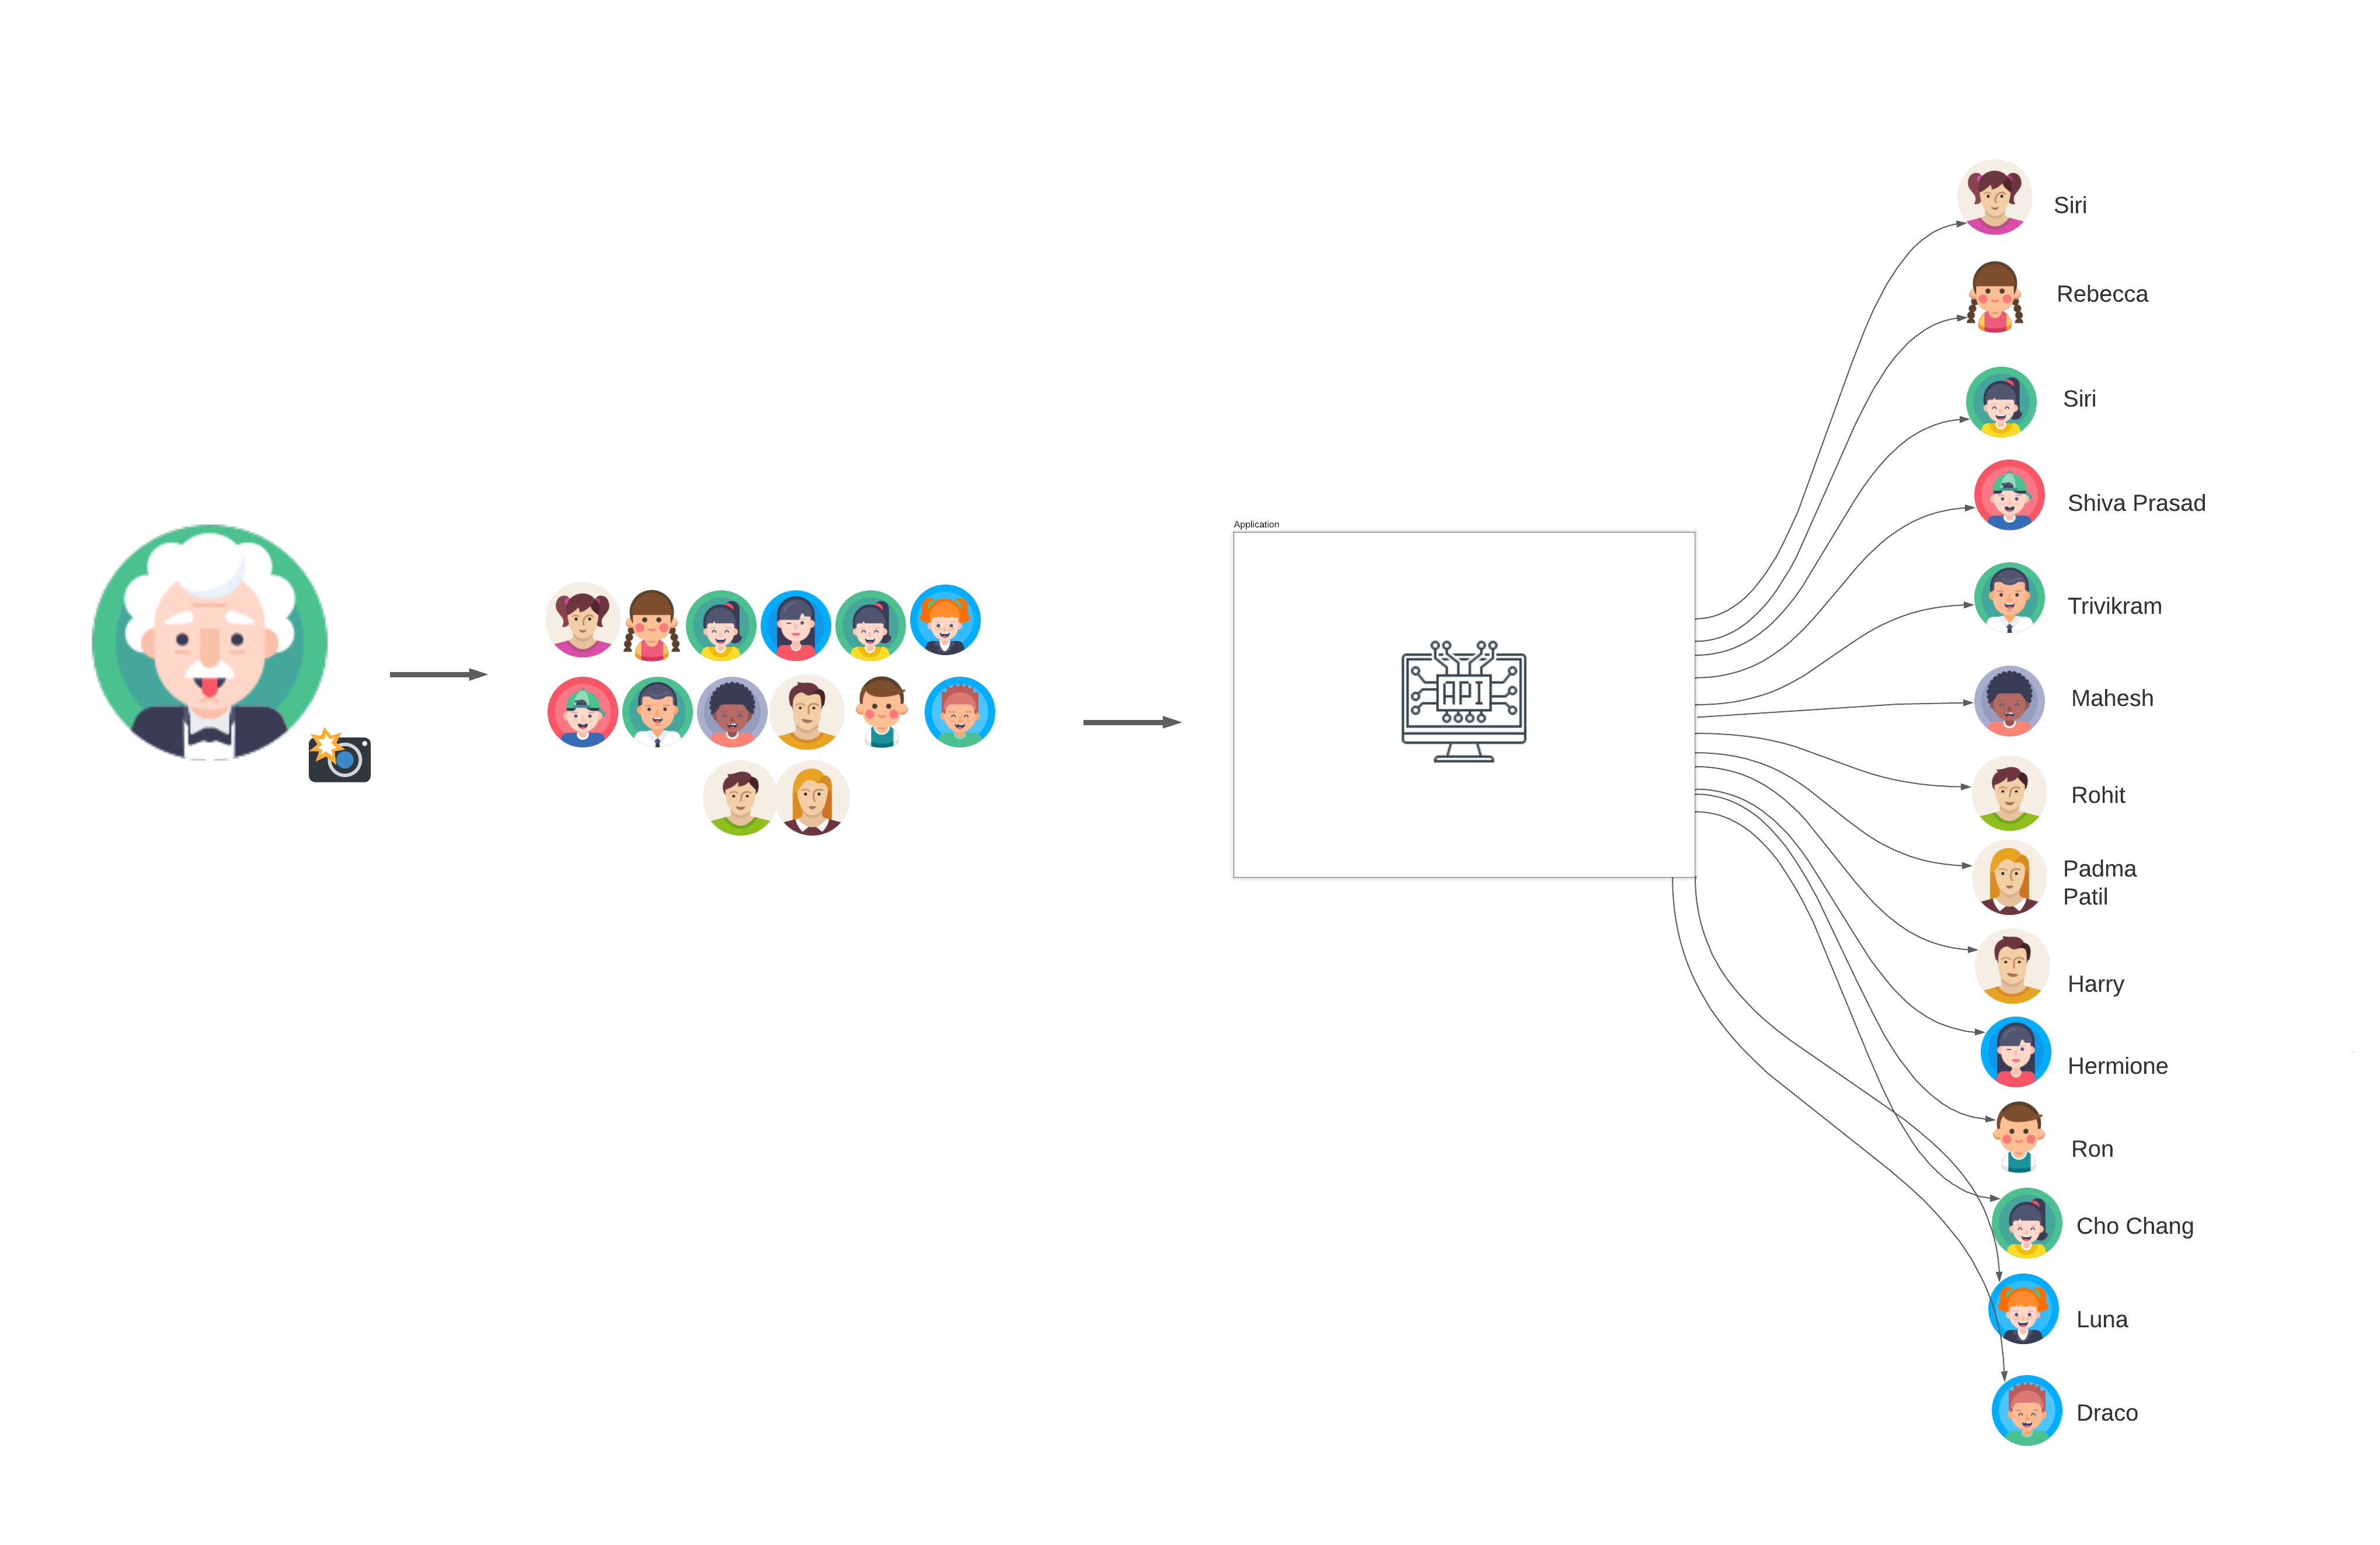 Siri
Rebecca
Siri
Shiva Prasad
Application
Trivikram
API
Mahesh
Rohit
Padma
Patil
Harry
Hermione
Ron
Cho Chang
Luna
Draco